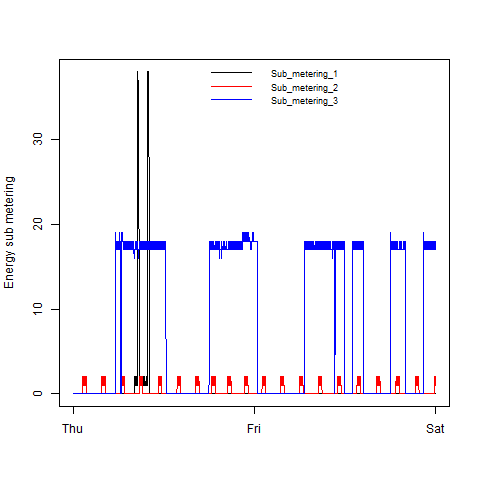 Sub_metering_1
Sub_metering_2
Sub_metering_3
Energy sub metering
30
20
10
0
Thu Fri Sat